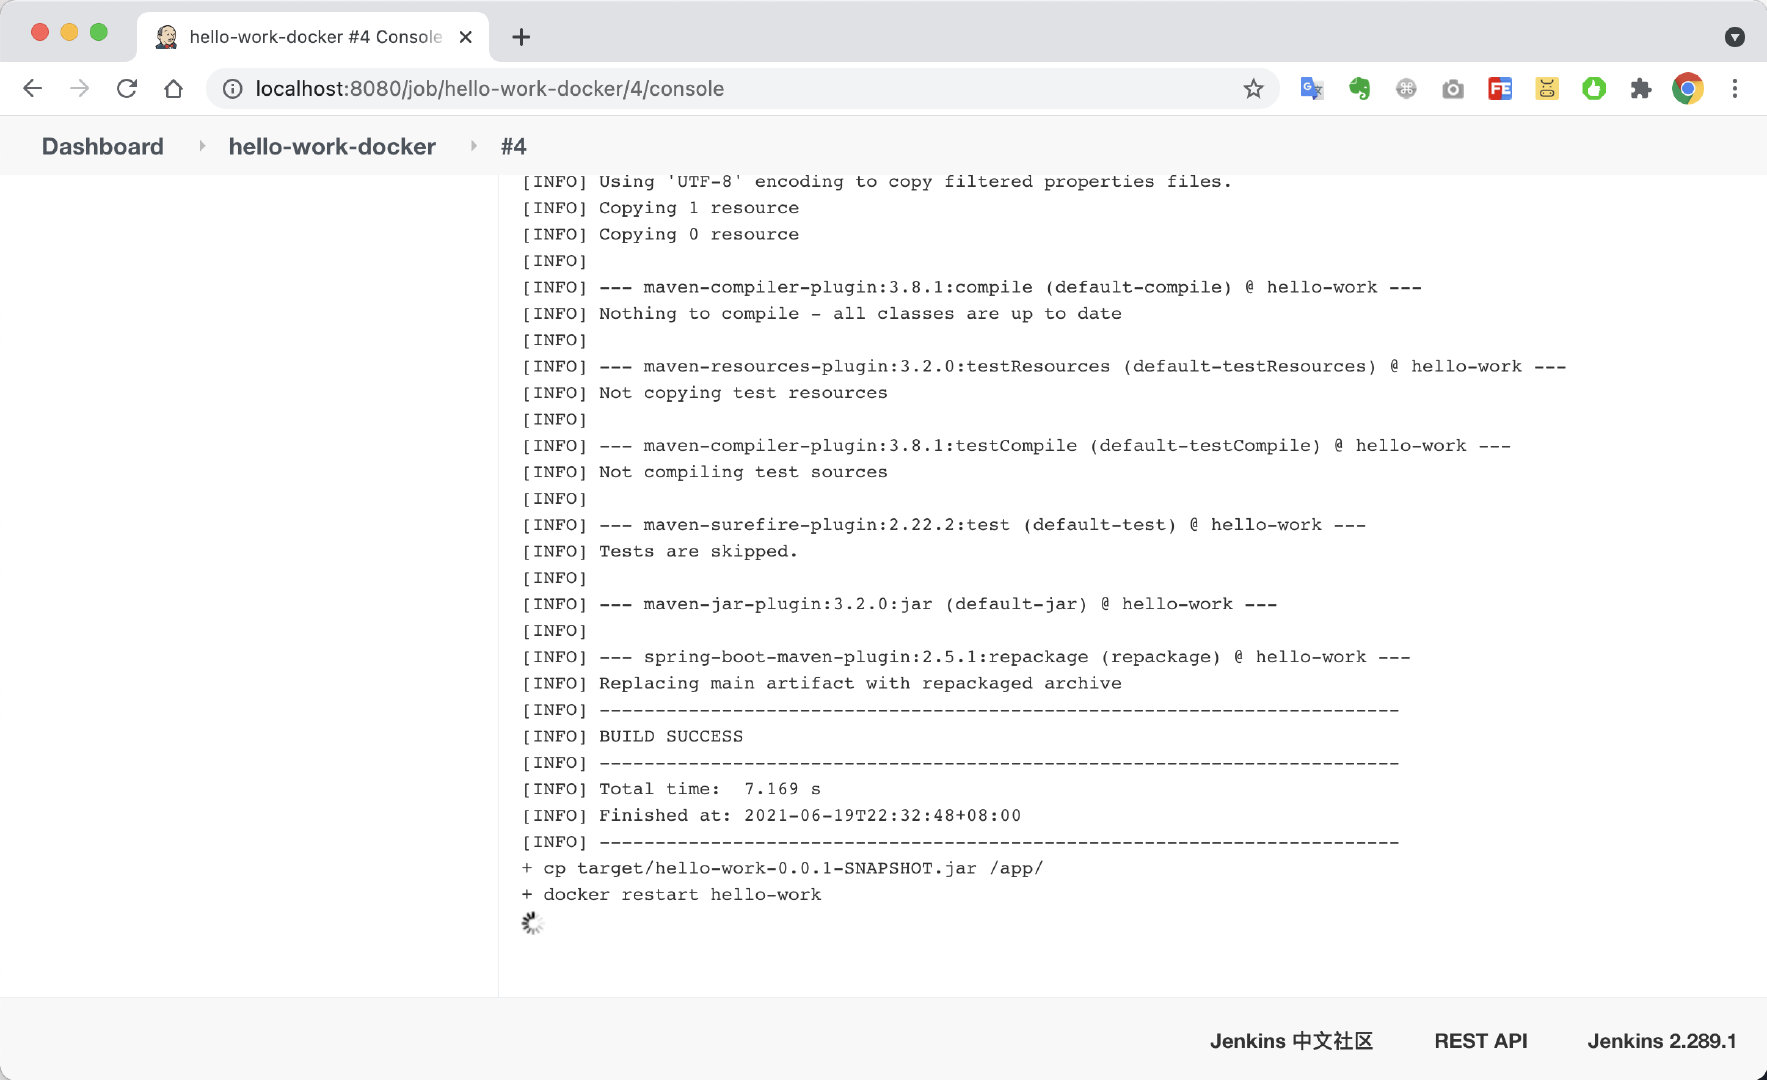 hello-work-docker #4 Console
localhost:8080/job/hello-work-docker/4/console
Dashboard
hello-work-docker
#4
[INFO] Using 'UTF-8' encoding to copy filtered properties files.
[INFO] Copying 1 resource
[INFO] Copying 0 resource
[INFO]
[INFO] --- maven-compiler-plugin:3.8.1:compile (default-compile) @ hello-work ---
[INFO] Nothing to compile - all classes are up to date
[INFO]
[INFO] --- maven-resources-plugin:3.2.0:testResources (default-testResources) @ hello-work ---
[INFO] Not copying test resources
[INFO]
[INFO] --- maven-compiler-plugin:3.8.1:testCompile (default-testCompile) @ hello-work ---
[INFO] Not compiling test sources
[INFO]
[INFO] --- maven-surefire-plugin:2.22.2:test (default-test) @ hello-work ---
[INFO] Tests are skipped.
[INFO]
[INFO] --- maven-jar-plugin:3.2.0:jar (default-jar) @ hello-work ---
[INFO]
[INFO] --- spring-boot-maven-plugin:2.5.1:repackage (repackage) @ hello-work ---
[INFO] Replacing main artifact with repackaged archive
[INFO] ------------------------------------------------------------------------
[INFO] BUILD SUCCESS
[INFO] ------------------------------------------------------------------------
[INFO] Total time:  7.169 s
[INFO] Finished at: 2021-06-19T22:32:48+08:00
[INFO] ------------------------------------------------------------------------
+ cp target/hello-work-0.0.1-SNAPSHOT.jar /app/
+ docker restart hello-work
Jenkins 中文社区
REST API
Jenkins 2.289.1